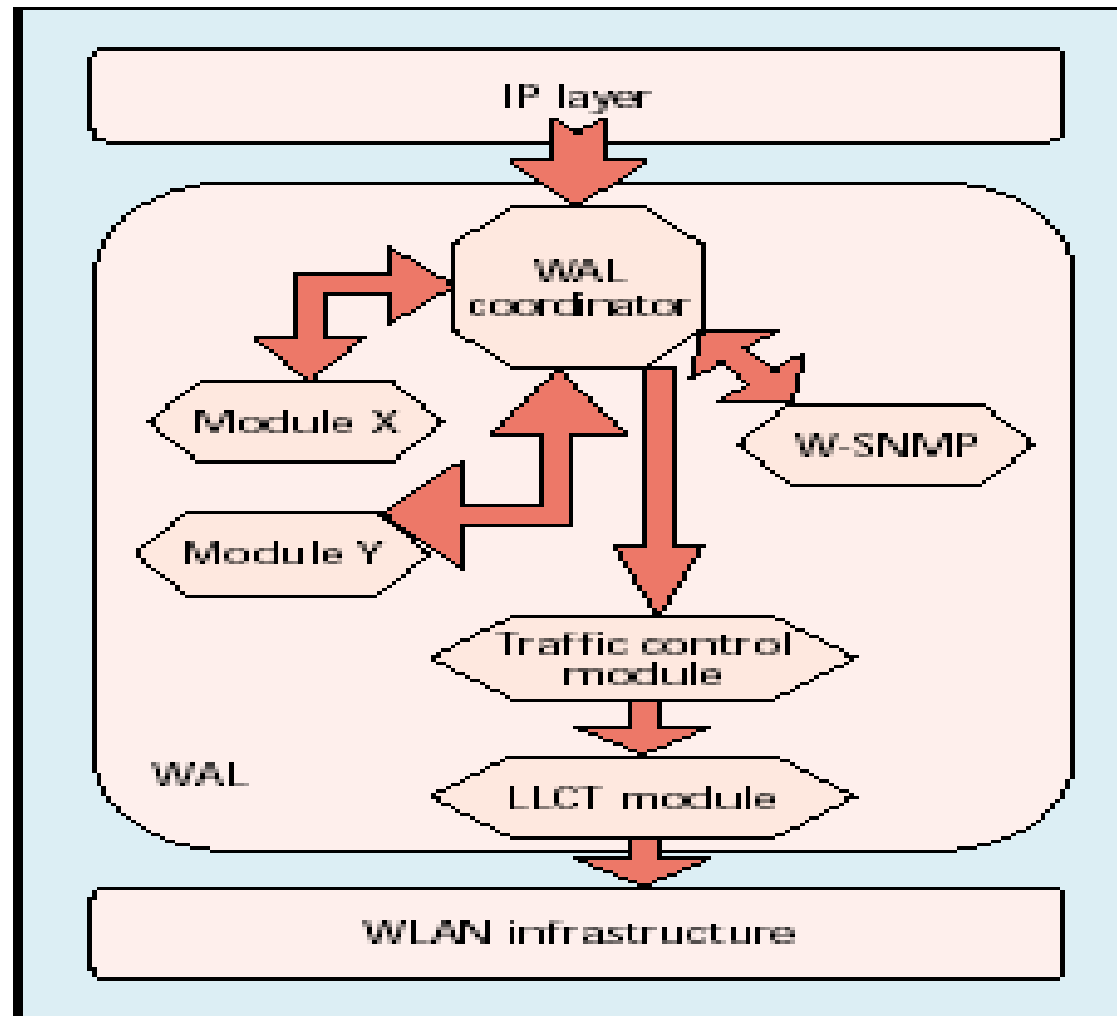 IP layer
WAL
coordinator
Module X
W-SNMP
Module Y
Traffic control
module
WAL
LLCT module
WLAN infrastructure